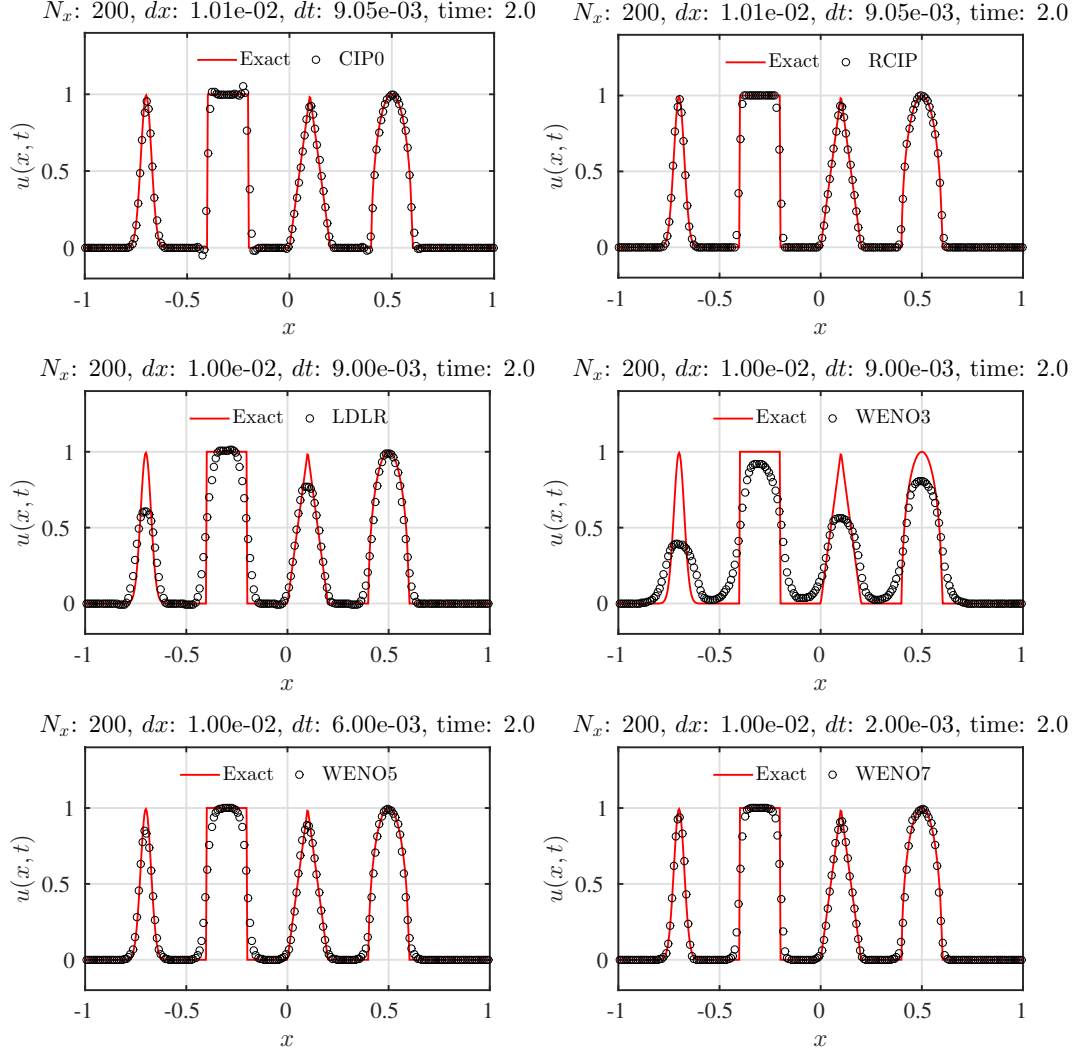 N_x: 200, dx: 1.01e-02, dt: 9.05e-03, time: 2.0
Exact CIP0
u(x, t)
1
0.5
0
-1 -0.5 0 0.5 1
x
N_x: 200, dx: 1.01e-02, dt: 9.05e-03, time: 2.0
Exact RCIP
u(x, t)
1
0.5
0
-1 -0.5 0 0.5 1
x
N_x: 200, dx: 1.00e-02, dt: 9.00e-03, time: 2.0
Exact LDLR
u(x, t)
1
0.5
0
-1 -0.5 0 0.5 1
x
N_x: 200, dx: 1.00e-02, dt: 9.00e-03, time: 2.0
Exact WENO3
u(x, t)
1
0.5
0
-1 -0.5 0 0.5 1
x
N_x: 200, dx: 1.00e-02, dt: 6.00e-03, time: 2.0
Exact WENO5
u(x, t)
1
0.5
0
-1 -0.5 0 0.5 1
x
N_x: 200, dx: 1.00e-02, dt: 2.00e-03, time: 2.0
Exact WENO7
u(x, t)
1
0.5
0
-1 -0.5 0 0.5 1
x